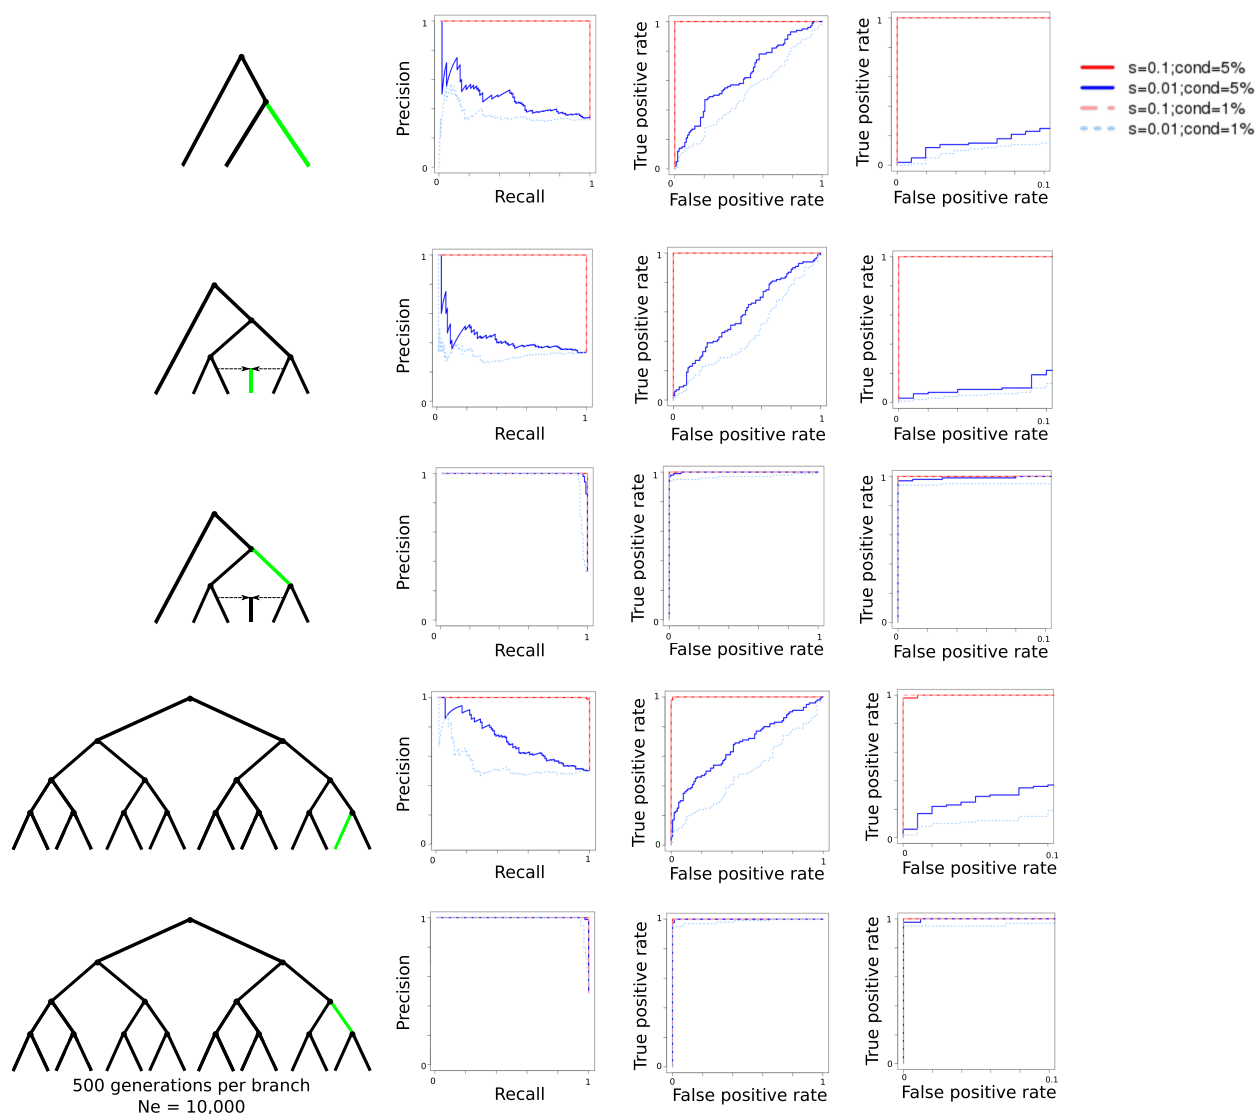 1
0
0
1
Precision
Recall
1
0
0
1
True positive rate
False positive rate
1
0
0
0.1
True positive rate
False positive rate
s=0.1;cond=5%
s=0.01;cond=5%
s=0.1;cond=1%
s=0.01;cond=1%
1
0
0
1
Precision
Recall
1
0
0
1
True positive rate
False positive rate
1
0
0
0.1
True positive rate
False positive rate
1
0
0
1
Precision
Recall
1
0
0
1
True positive rate
False positive rate
1
0
0
0.1
True positive rate
False positive rate
1
0
0
1
Precision
Recall
1
0
0
1
True positive rate
False positive rate
1
0
0
0.1
True positive rate
False positive rate
1
0
0
1
Precision
Recall
1
0
0
1
True positive rate
False positive rate
1
0
0
0.1
True positive rate
False positive rate
500 generations per branch
Ne = 10,000